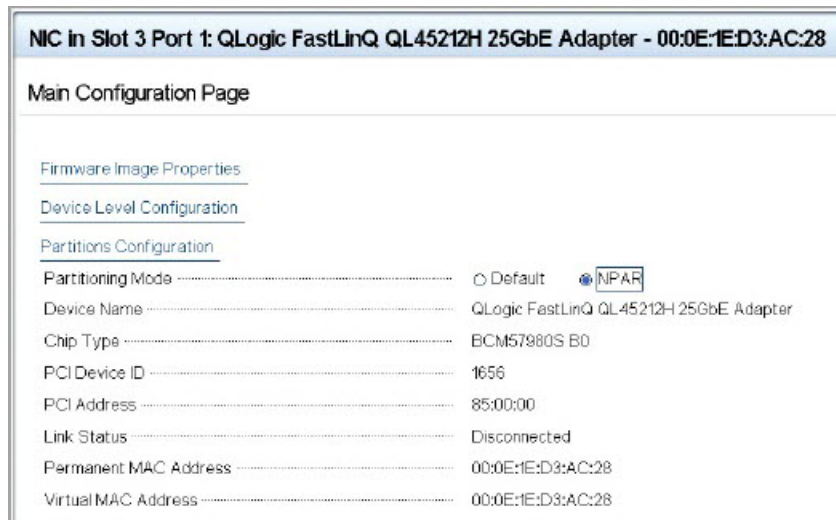 NIC in Slot 3 Port 1: QLogic FastLinQ QL45212H 25GbE Adapter - 00:0E:1E:D3:AC:28
Main Configuration Page
Firmware Image Properties
Device Level Configuration
Partitions Configuration
Partitioning Mode Default NPAR
Device Name QLogic FastLinQ QL45212H 25GbE Adapter
Chip Type BCM57980S B0
PCI Device ID 1656
PCI Address 85:00:00
Link Status Disconnected
Permanent MAC Address 00:0E:1E:D3:AC:28
Virtual MAC Address 00:0E:1E:D3:AC:28